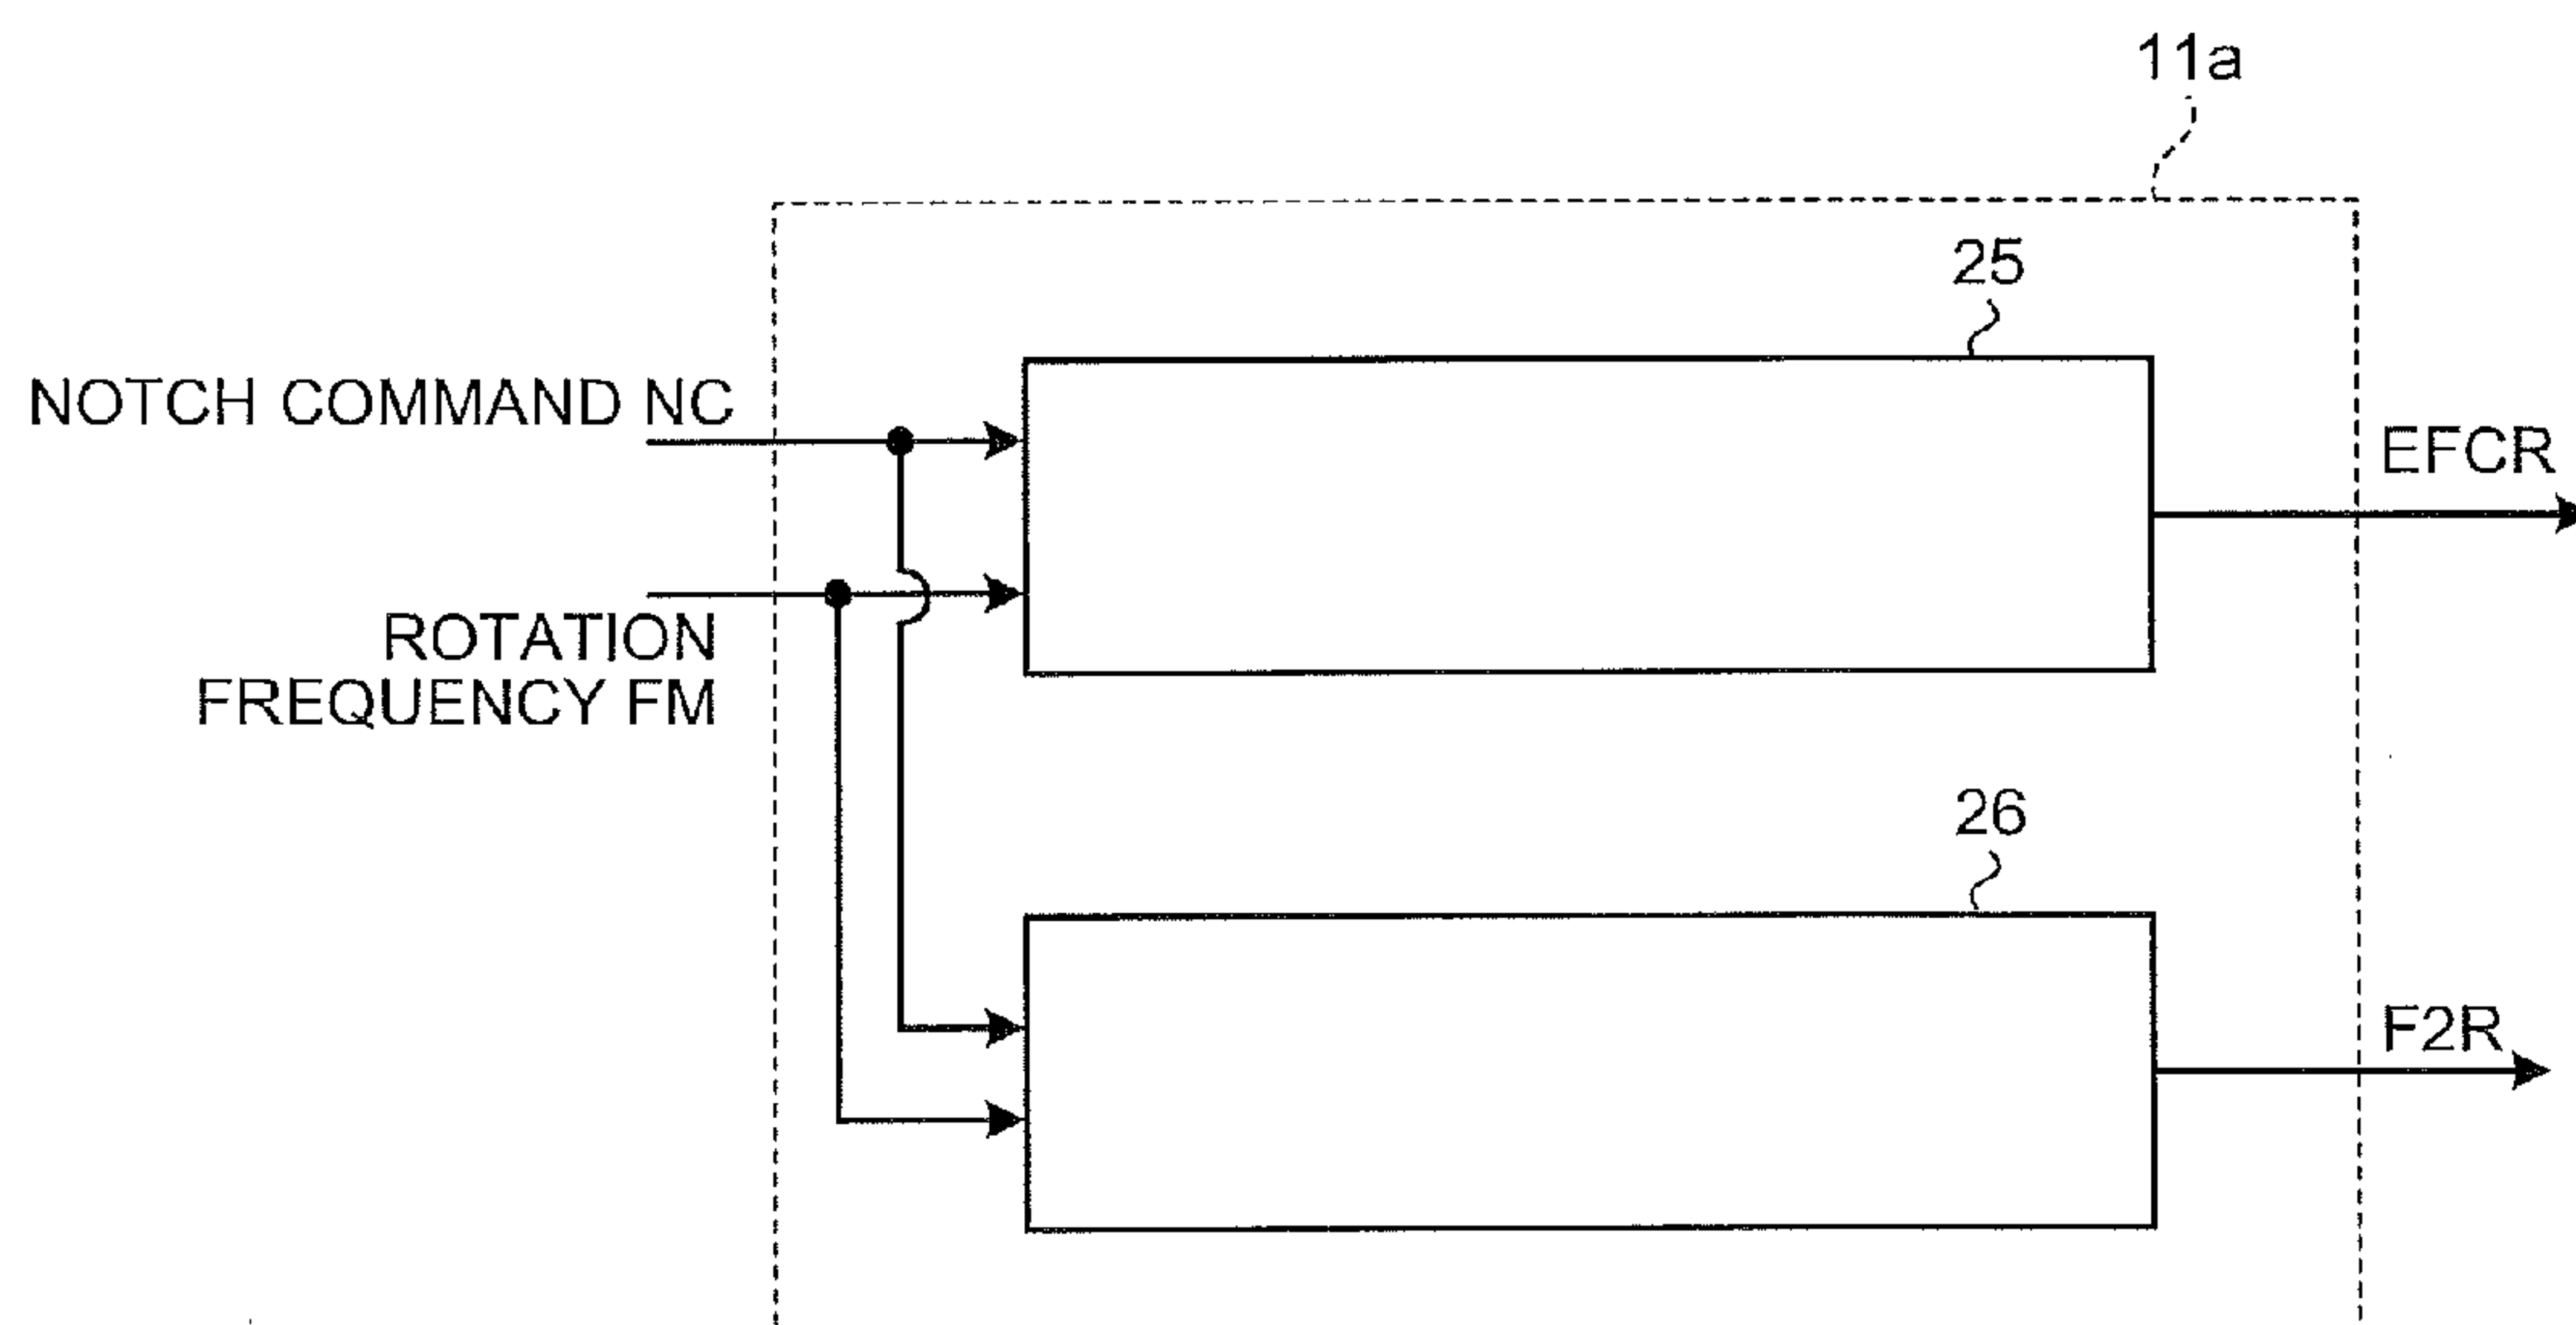 11a
25
NOTCH COMMAND NC
EFCR
ROTATION
FREQUENCY FM
26
F2R